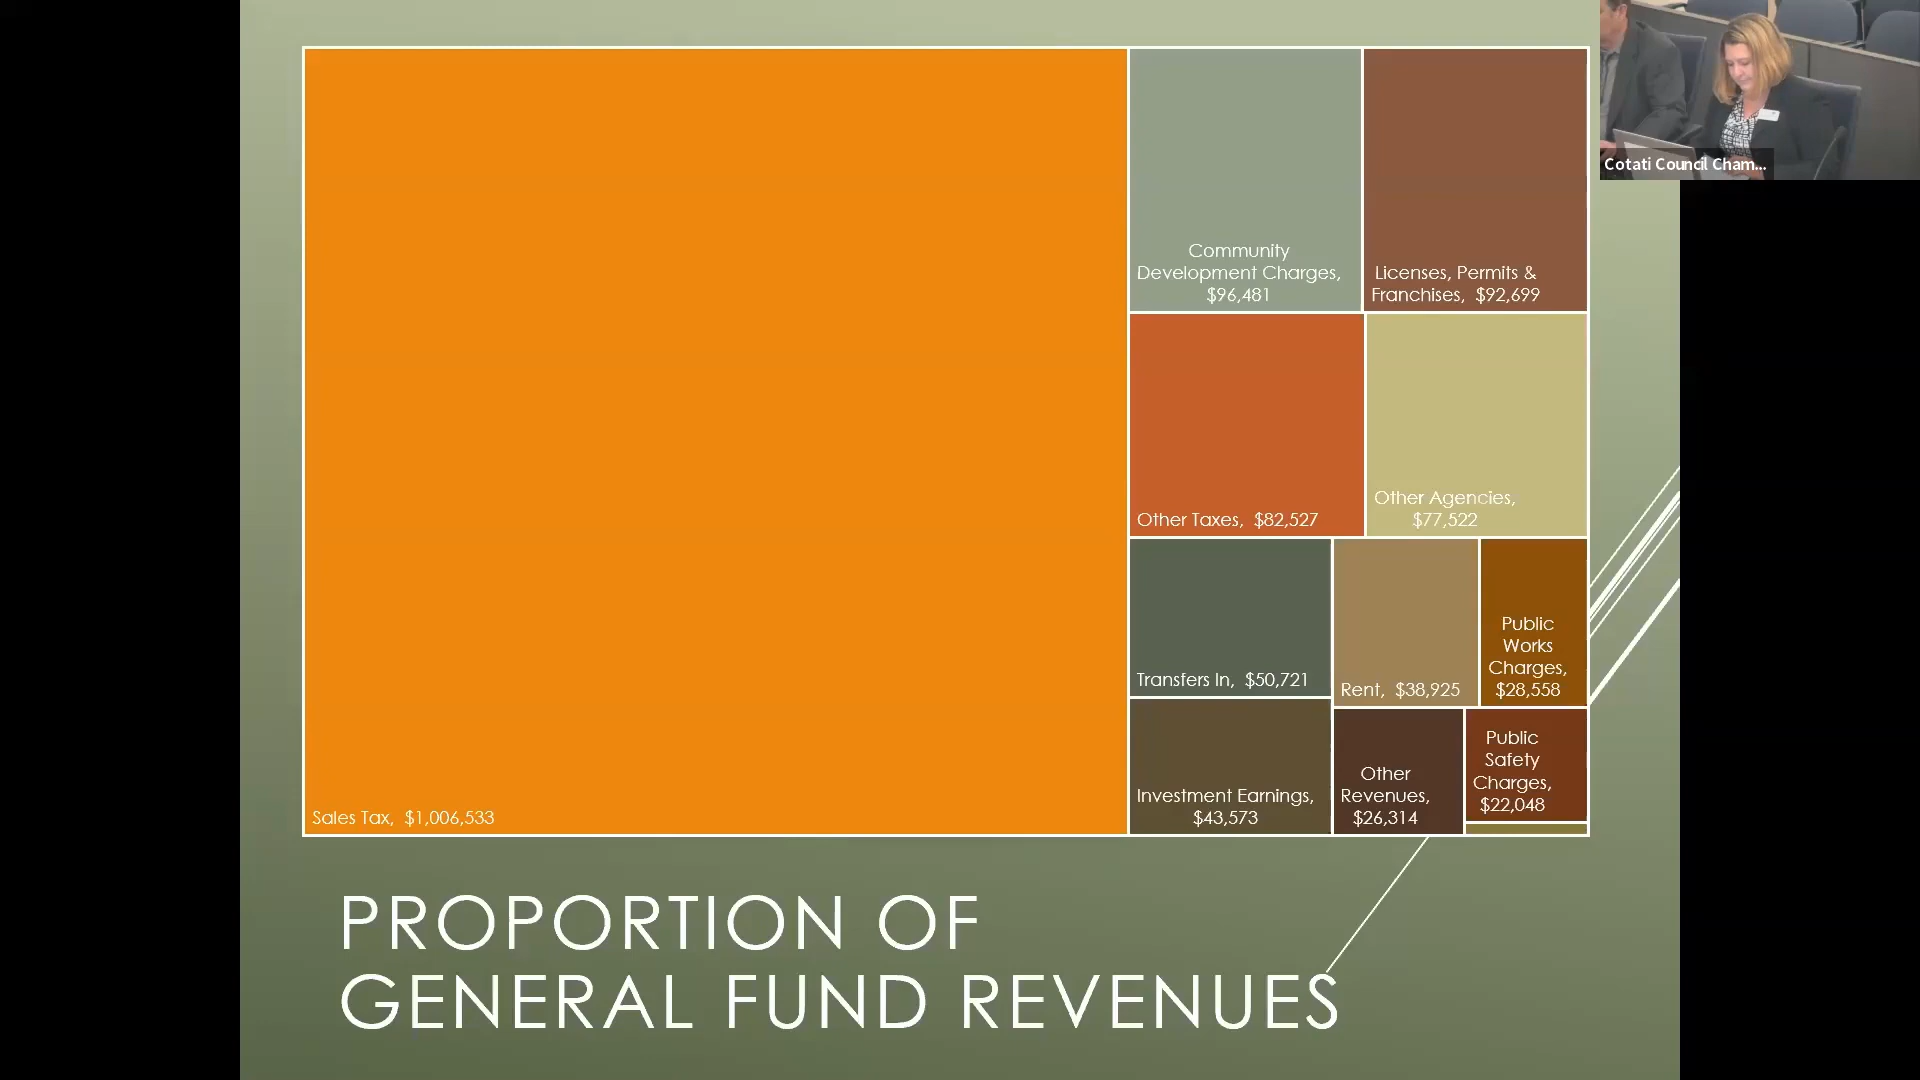 Community
Development Charges,
$96,481
Licenses, Permits &
Franchises, $92,699
Cotati Council Cham...
Other Taxes, $82,527
Other Agencies,
$77,522
Transfers In, $50,721
Rent, $38,925
Public
Works
Charges,
$28,558
Sales Tax, $1,006,533
Investment Earnings,
$43,573
Other
Revenues,
$26,314
Public
Safety
Charges,
$22,048
PROPORTION OF
GENERAL FUND REVENUES